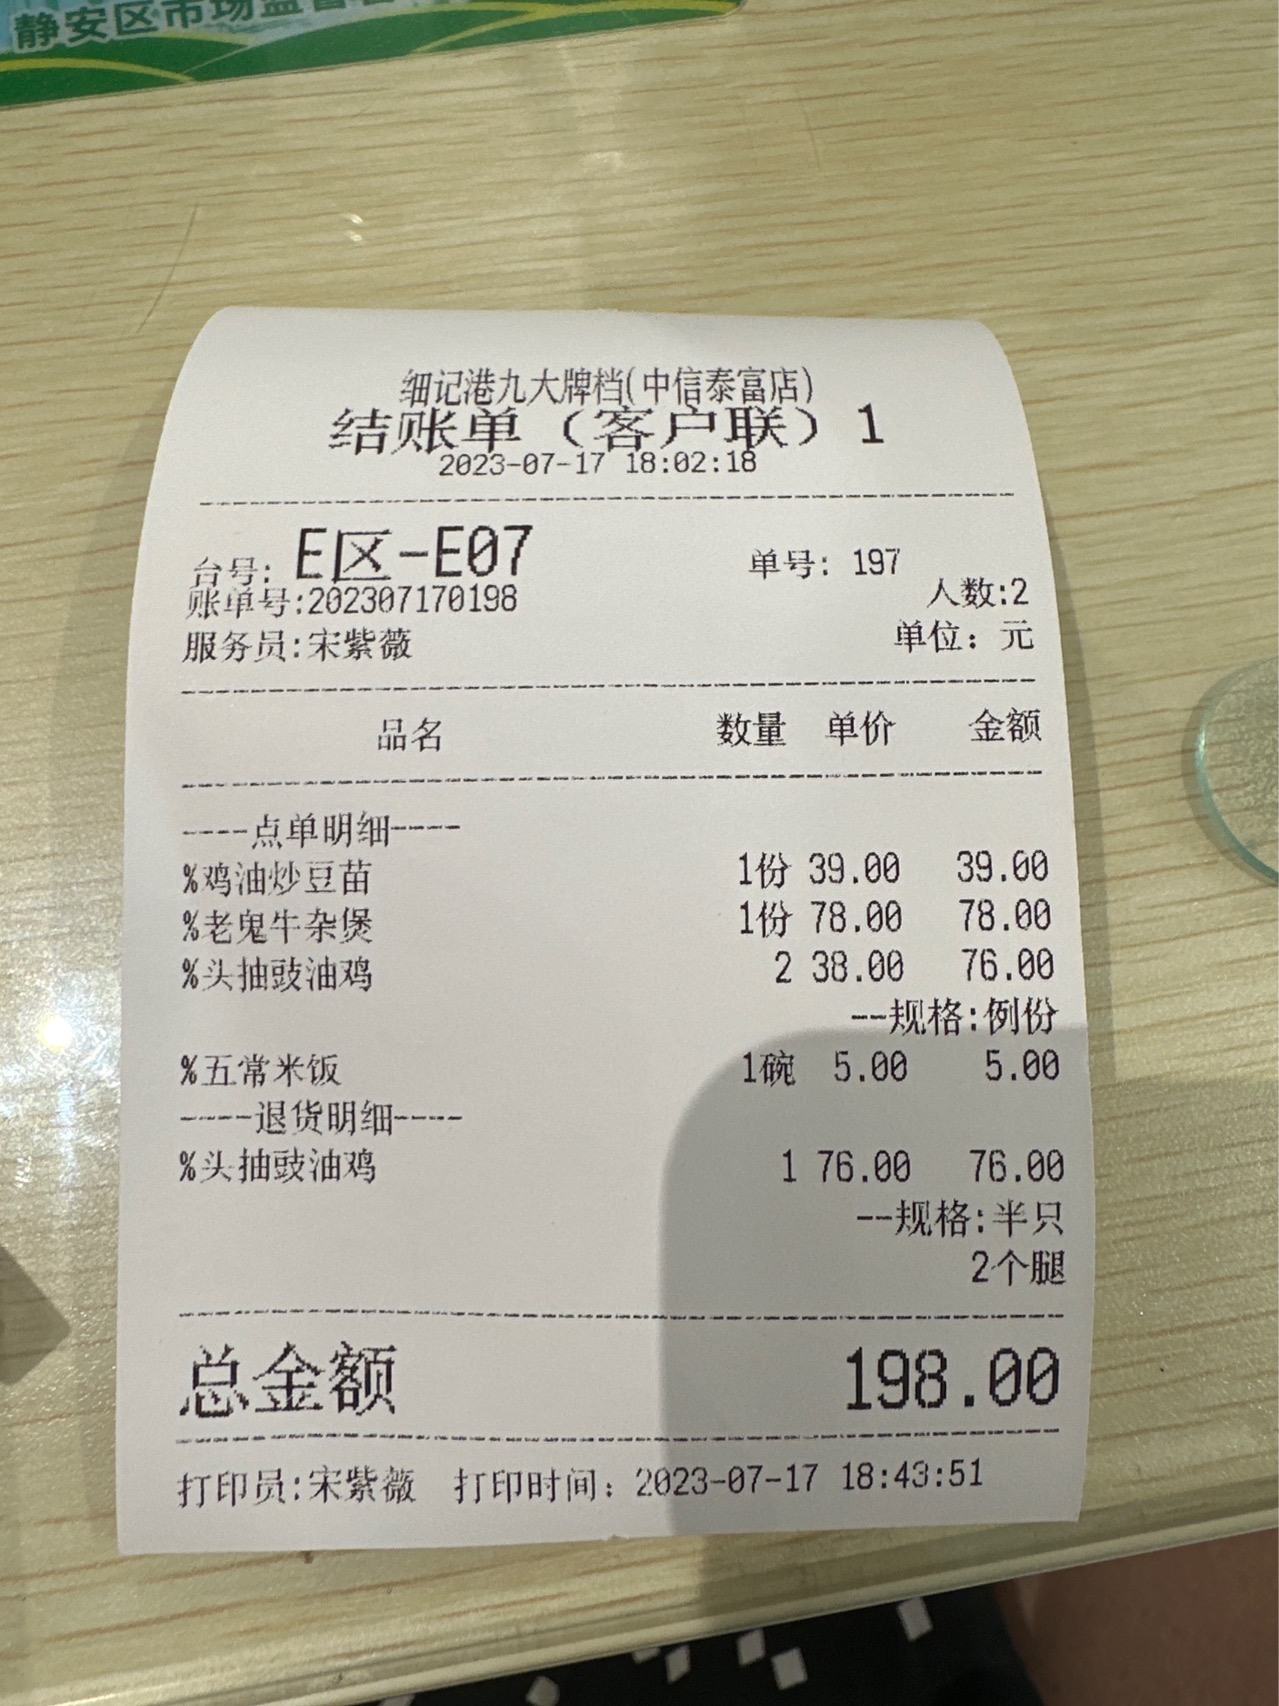 静安区市场监督管
细记港九大牌档(中信泰富店)
结账单（客户联）1
2023-07-17 18:02:18
台号: E区-E07 单号: 197
账单号:202307170198 人数:2
服务员:宋紫薇 单位: 元
品名 数量 单价 金额
----点单明细----
%鸡油炒豆苗 1份 39.00 39.00
%老鬼牛杂煲 1份 78.00 78.00
%头抽豉油鸡 2 38.00 76.00
--规格:例份
%五常米饭 1碗 5.00 5.00
----退货明细----
%头抽豉油鸡 1 76.00 76.00
--规格:半只
2个腿
总金额 198.00
打印员:宋紫薇 打印时间: 2023-07-17 18:43:51